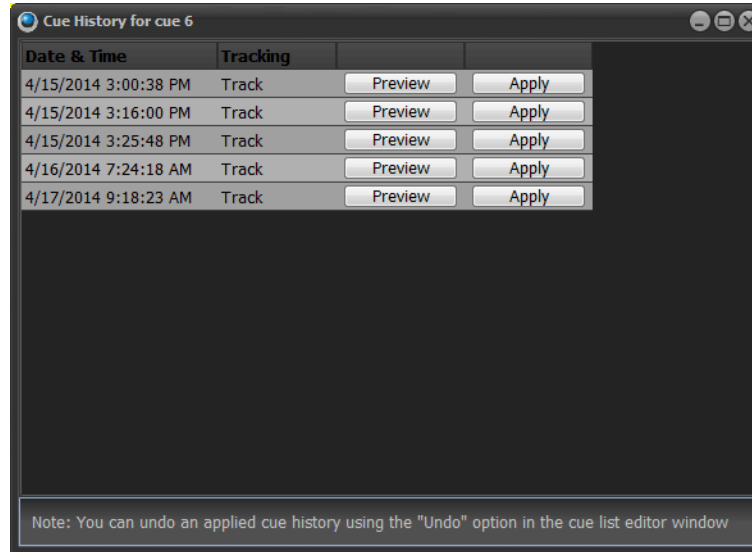 Cue History for cue 6
Date & Time Tracking
4/15/2014 3:00:38 PM Track Preview Apply
4/15/2014 3:16:00 PM Track Preview Apply
4/15/2014 3:25:48 PM Track Preview Apply
4/16/2014 7:24:18 AM Track Preview Apply
4/17/2014 9:18:23 AM Track Preview Apply
Note: You can undo an applied cue history using the "Undo" option in the cue list editor window